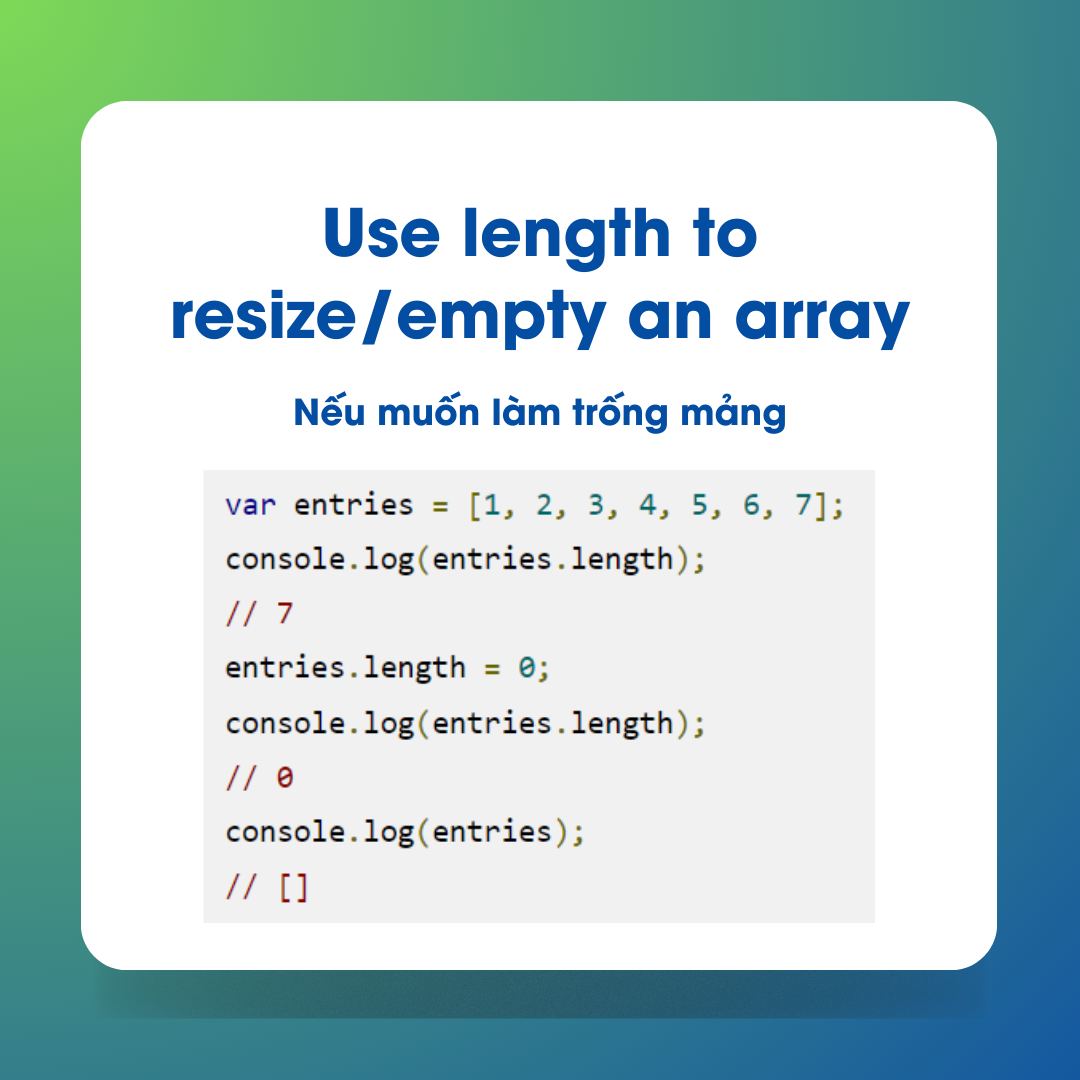 Use length to
resize/empty an array
Nếu muốn làm trống mảng
var entries = [1, 2, 3, 4, 5, 6, 7];
console.log(entries.length);
// 7
entries.length = 0;
console.log(entries.length);
// 0
console.log(entries);
// []